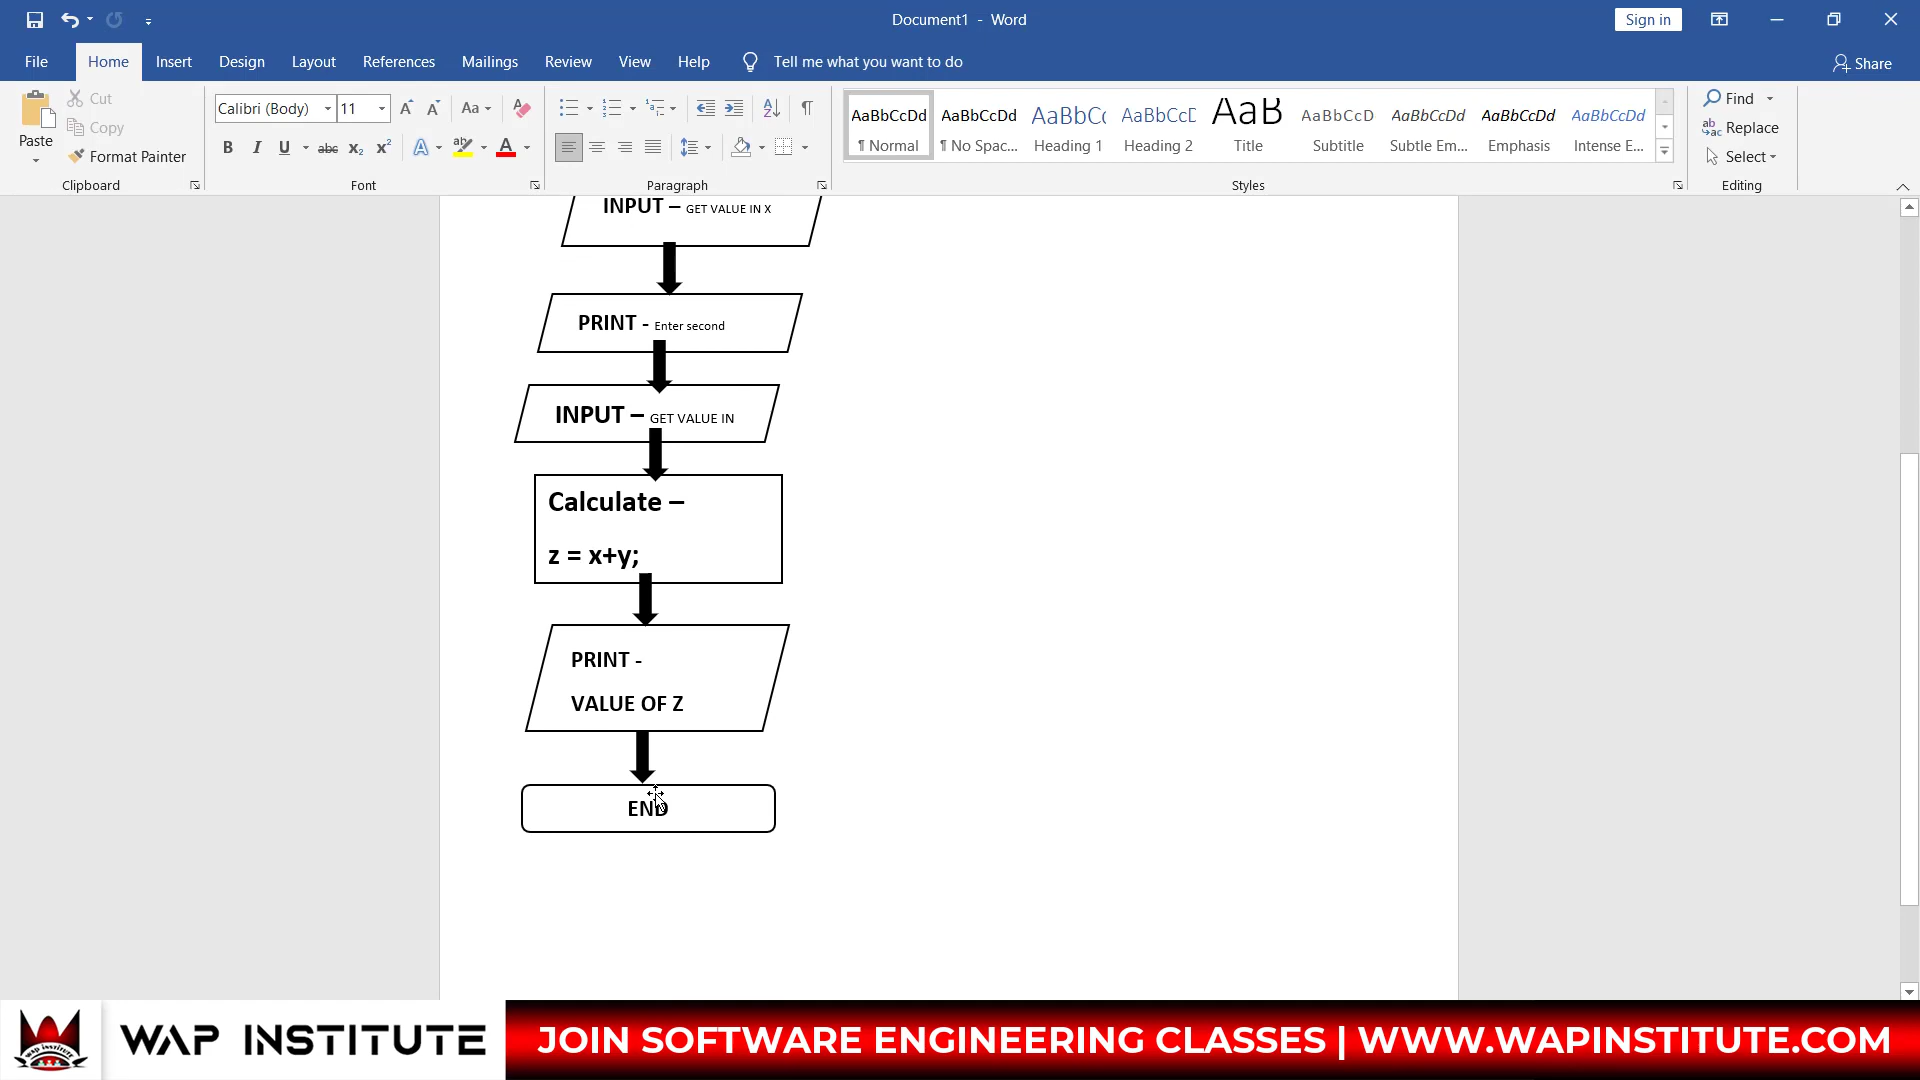 Document1 - Word
Sign in
File Home Insert Design Layout References Mailings Review View Help Tell me what you want to do
Share
Paste
Cut
Copy
Format Painter
Clipboard
Calibri (Body) 11
Font
Paragraph
AaBbCcDd AaBbCcDd AaBbCc AaBbCcD AaB AaBbCcD AaBbCcDd AaBbCcDd AaBbCcDd
¶ Normal ¶ No Spac... Heading 1 Heading 2 Title Subtitle Subtle Em... Emphasis Intense E...
Styles
Find
Replace
Select
Editing
INPUT – GET VALUE IN X
PRINT - Enter second
INPUT – GET VALUE IN
Calculate –
z = x+y;
PRINT -
VALUE OF Z
END
wap institute
WAP INSTITUTE
JOIN SOFTWARE ENGINEERING CLASSES | WWW.WAPINSTITUTE.COM